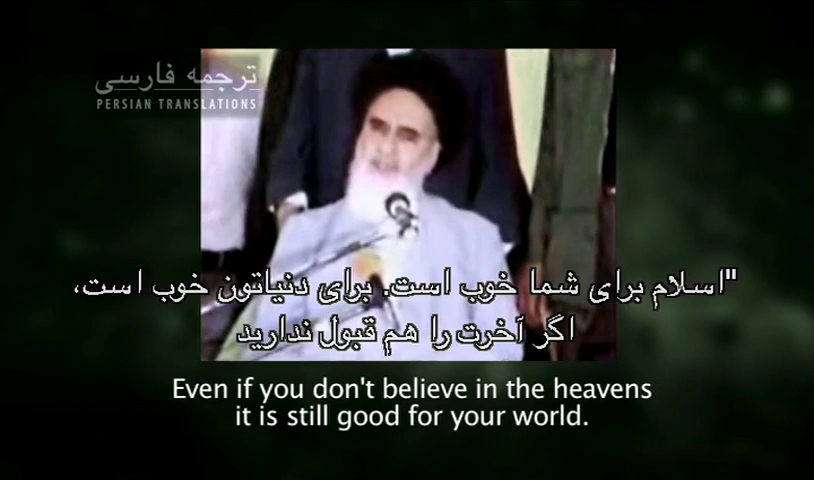 ترجمه فارسی
PERSIAN TRANSLATIONS
"اسلام برای شما خوب است. برای دنیاتون خوب است،
اگر آخرت را هم قبول ندارید
Even if you don't believe in the heavens
it is still good for your world.